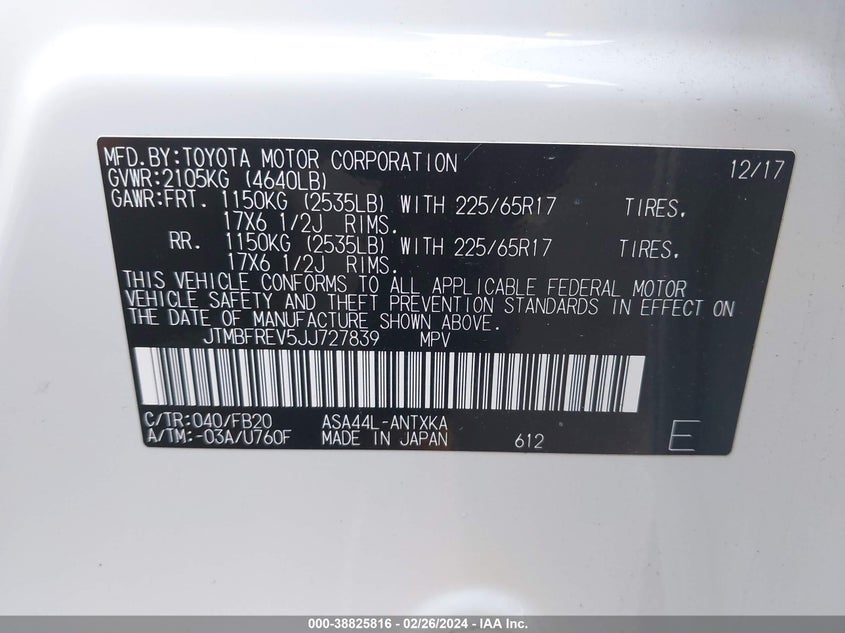 MFD.BY:TOYOTA MOTOR CORPORATION 12/17
GVWR:2105KG (4640LB)
GAWR:FRT. 1150KG (2535LB) WITH 225/65R17 TIRES.
17X6 1/2J RIMS.
RR. 1150KG (2535LB) WITH 225/65R17 TIRES.
17X6 1/2J RIMS.
THIS VEHICLE CONFORMS TO ALL APPLICABLE FEDERAL MOTOR
VEHICLE SAFETY AND THEFT PREVENTION STANDARDS IN EFFECT ON
THE DATE OF MANUFACTURE SHOWN ABOVE.
JTMBFREV5JJ727839 MPV
C/TR:040/FB20 ASA44L-ANTXKA
A/TM:-03A/U760F MADE IN JAPAN 612 E
000-38825816 - 02/26/2024 - IAA Inc.